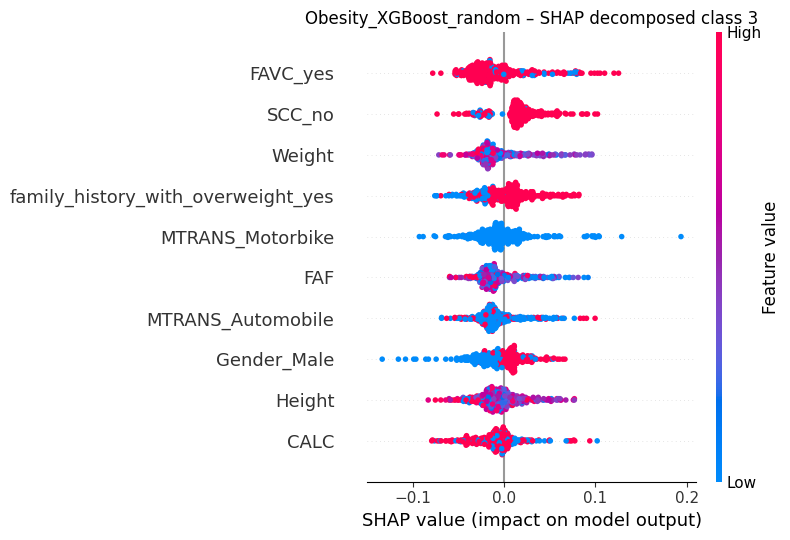 Obesity_XGBoost_random – SHAP decomposed class 3
High
FAVC_yes
SCC_no
Weight
family_history_with_overweight_yes
MTRANS_Motorbike
FAF
MTRANS_Automobile
Gender_Male
Height
CALC
Feature value
Low
−0.1 0.0 0.1 0.2
SHAP value (impact on model output)